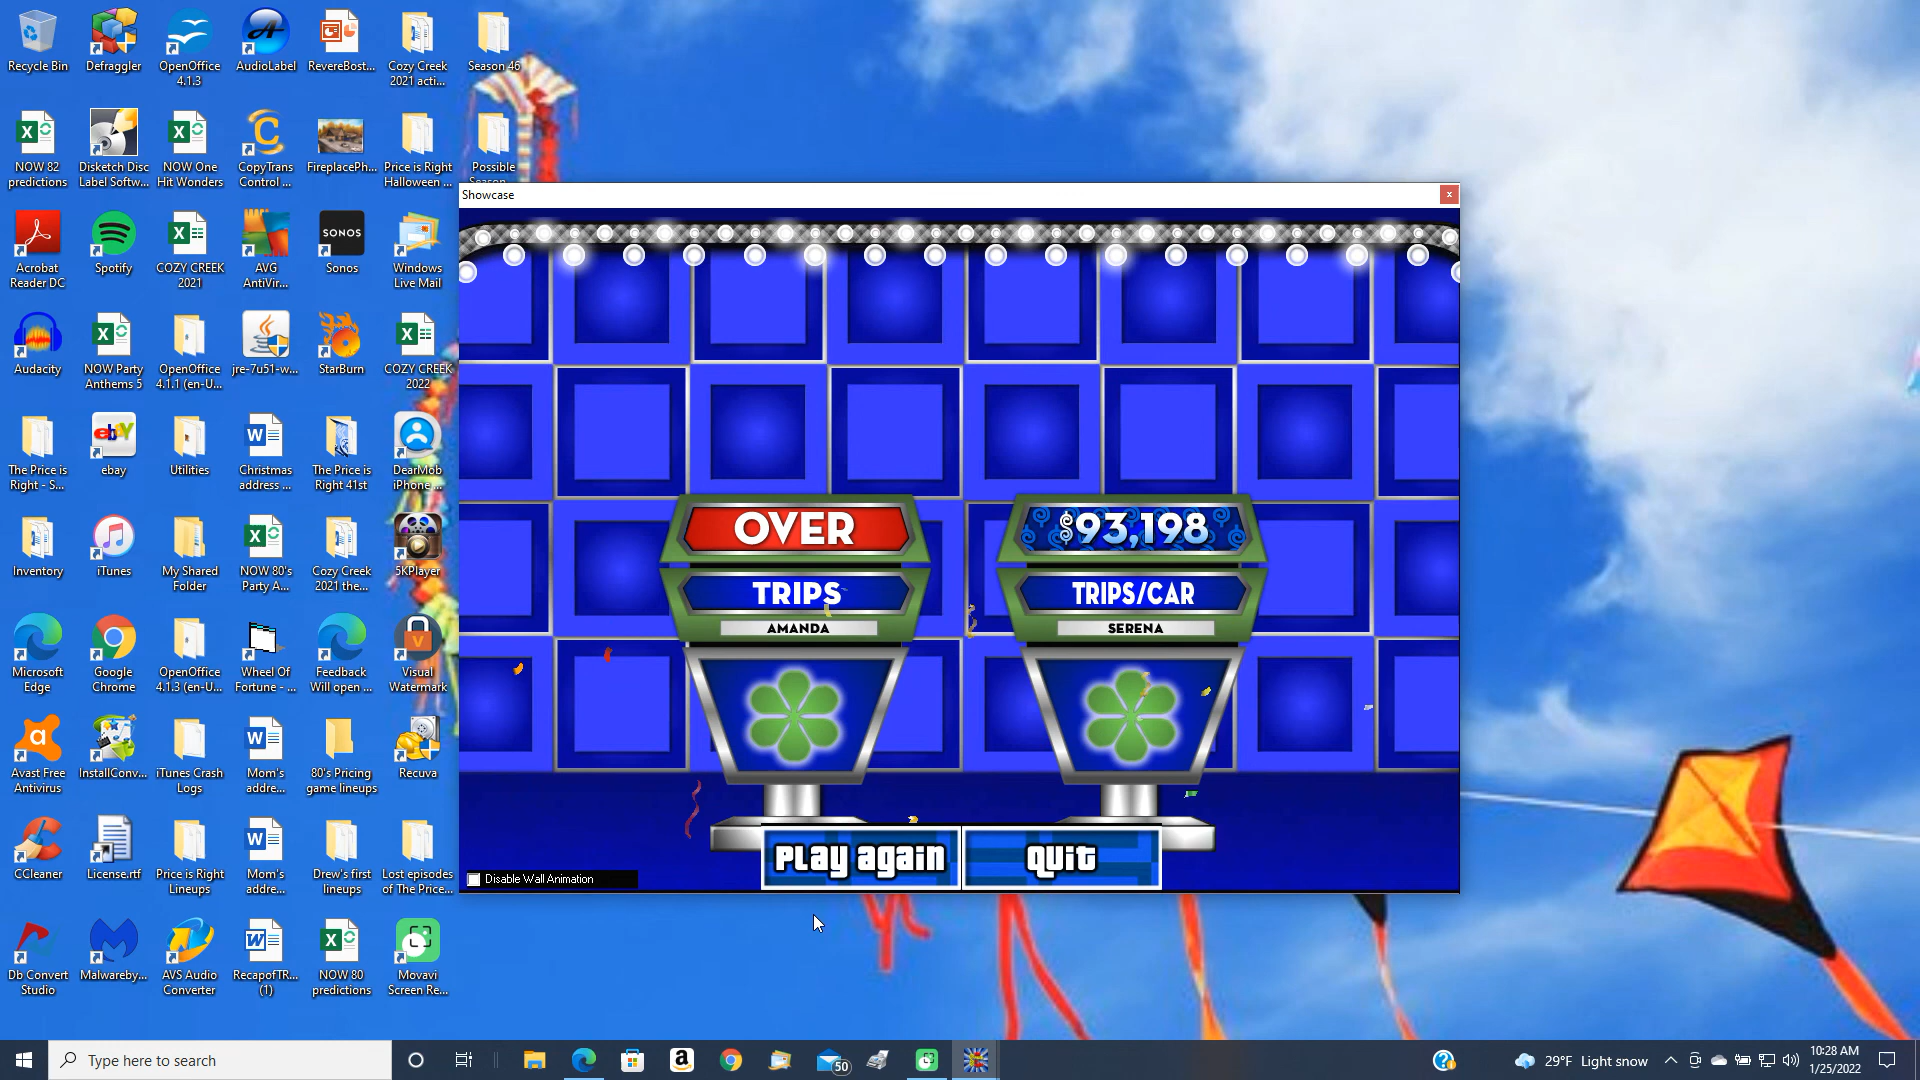 Recycle Bin
Defraggler
OpenOffice
4.1.3
AudioLabel
RevereBost...
Cozy Creek
2021 acti...
Season 46
NOW 82
predictions
Disketch Disc
Label Softw...
NOW One
Hit Wonders
CopyTrans
Control ...
FireplacePh...
Price is Right
Halloween ...
Possible
Season
Acrobat
Reader DC
Spotify
COZY CREEK
2021
AVG
AntiVir...
SONOS
Sonos
Windows
Live Mail
Audacity
NOW Party
Anthems 5
OpenOffice
4.1.1 (en-U...
jre-7u51-w...
StarBurn
COZY CREEK
2022
The Price is
Right - S...
ebay
ebay
Utilities
Christmas
address ...
The Price is
Right 41st
DearMob
iPhone ...
Inventory
iTunes
My Shared
Folder
NOW 80's
Party A...
Cozy Creek
2021 the...
5KPlayer
Microsoft
Edge
Google
Chrome
OpenOffice
4.1.3 (en-U...
Wheel Of
Fortune - ...
Feedback
Will open ...
Visual
Watermark
Avast Free
Antivirus
InstallConv...
iTunes Crash
Logs
Mom's
addre...
80's Pricing
game lineups
Recuva
CCleaner
License.rtf
Price is Right
Lineups
Mom's
addre...
Drew's first
lineups
Lost episodes
of The Price...
Db Convert
Studio
Malwareby...
AVS Audio
Converter
RecapofTR...
(1)
NOW 80
predictions
Movavi
Screen Re...
Showcase
OVER
TRIPS
AMANDA
$93,198
TRIPS/CAR
SERENA
Play again
Quit
Disable Wall Animation
Type here to search
50
29°F Light snow
10:28 AM
1/25/2022